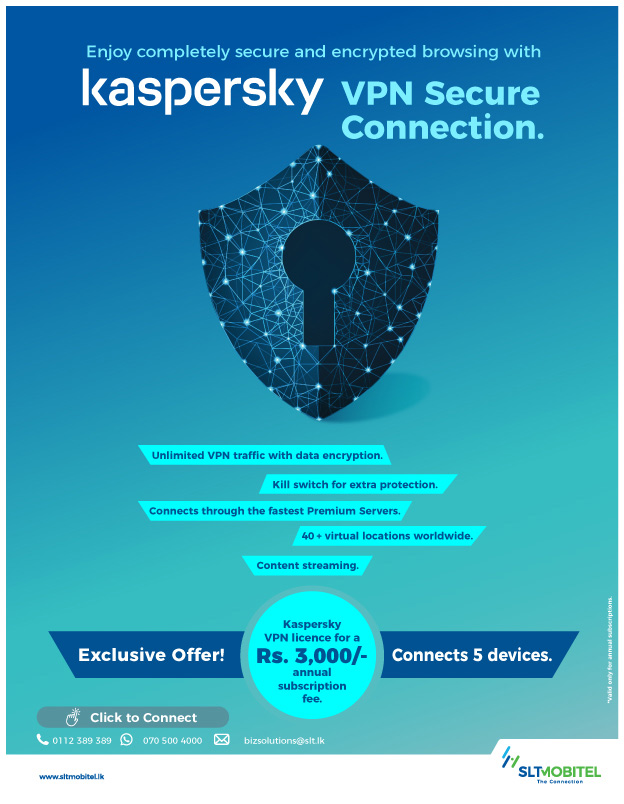 Enjoy completely secure and encrypted browsing with
kaspersky VPN Secure
Connection.
Unlimited VPN traffic with data encryption.
Kill switch for extra protection.
Connects through the fastest Premium Servers.
40+ virtual locations worldwide.
Content streaming.
Exclusive Offer!
Kaspersky
VPN licence for a
Rs. 3,000/-
annual
subscription
fee.
Connects 5 devices.
*Valid only for annual subscriptions.
Click to Connect
0112 389 389 070 500 4000 bizsolutions@slt.lk
www.sltmobitel.lk
SLTMOBITEL
The Connection